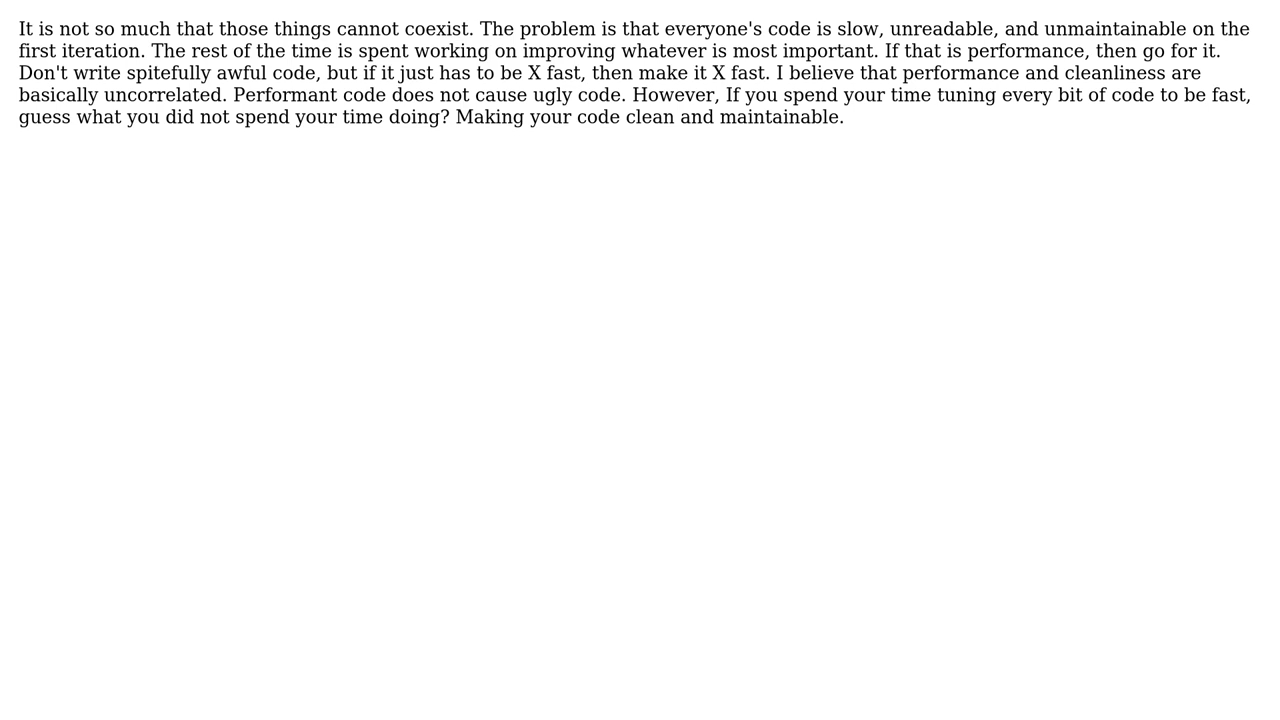 It is not so much that those things cannot coexist. The problem is that everyone's code is slow, unreadable, and unmaintainable on the
first iteration. The rest of the time is spent working on improving whatever is most important. If that is performance, then go for it.
Don't write spitefully awful code, but if it just has to be X fast, then make it X fast. I believe that performance and cleanliness are
basically uncorrelated. Performant code does not cause ugly code. However, If you spend your time tuning every bit of code to be fast,
guess what you did not spend your time doing? Making your code clean and maintainable.